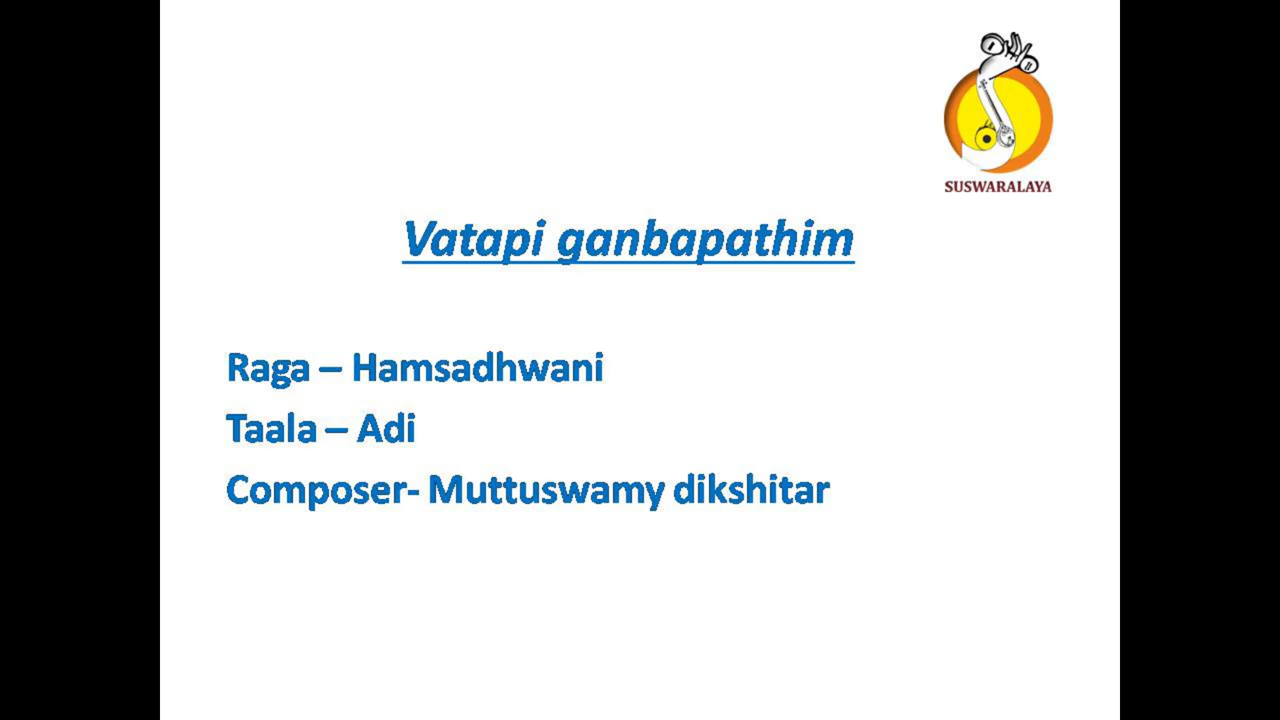 SUSWARALAYA
Vatapi ganbapathim
Raga – Hamsadhwani
Taala – Adi
Composer- Muttuswamy dikshitar